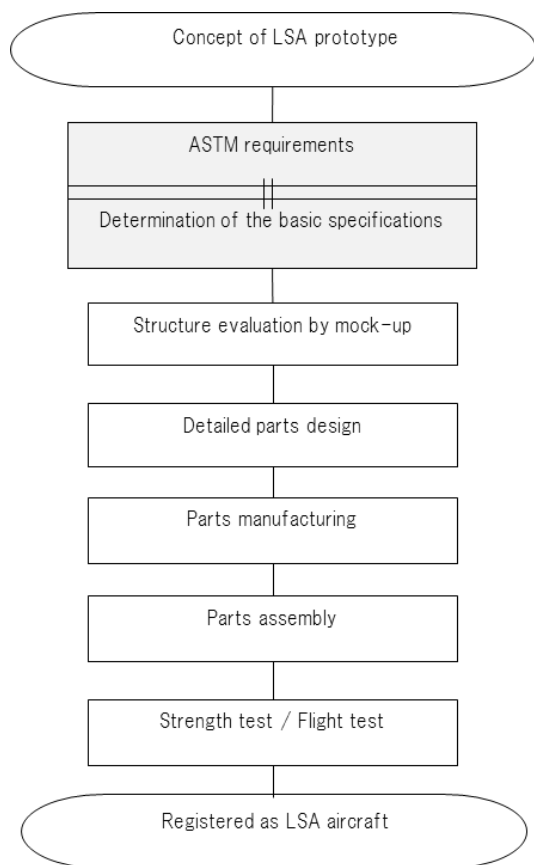 Concept of LSA prototype
ASTM requirements
Determination of the basic specifications
Structure evaluation by mock-up
Detailed parts design
Parts manufacturing
Parts assembly
Strength test / Flight test
Registered as LSA aircraft